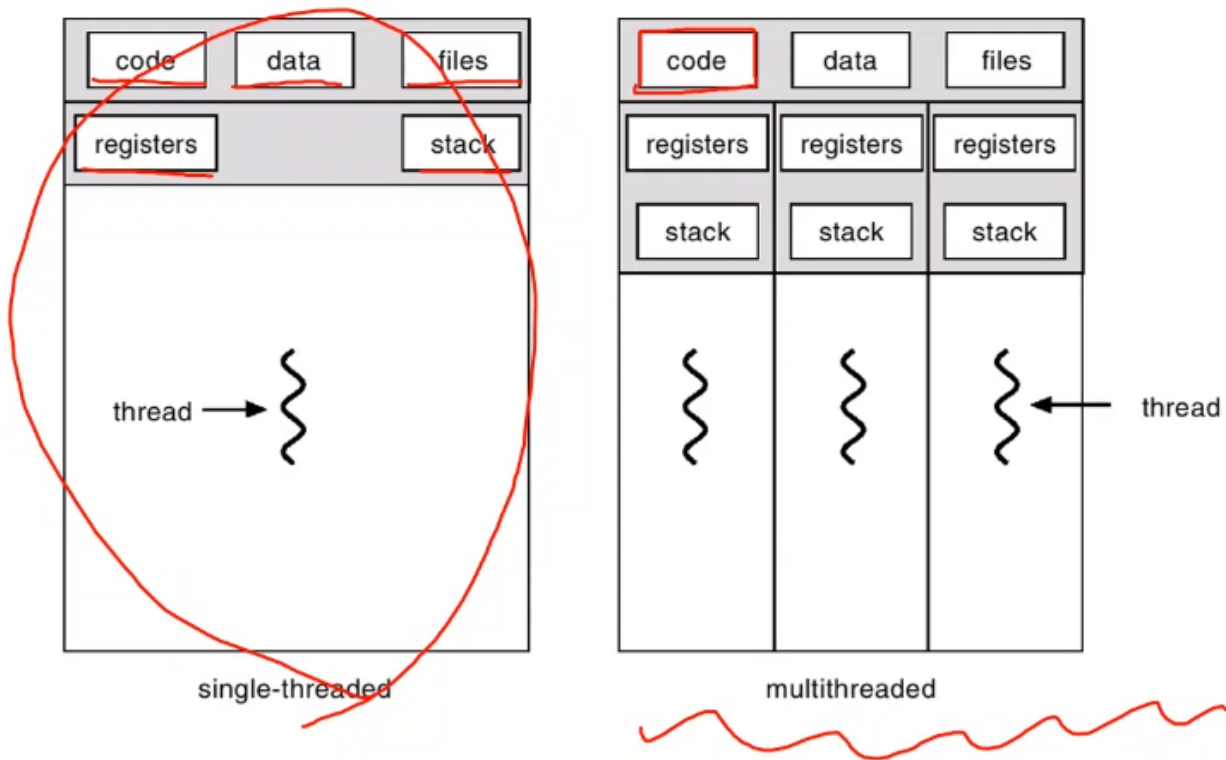 code data files
registers stack
thread
single-threaded
code data files
registers registers registers
stack stack stack
thread
multithreaded